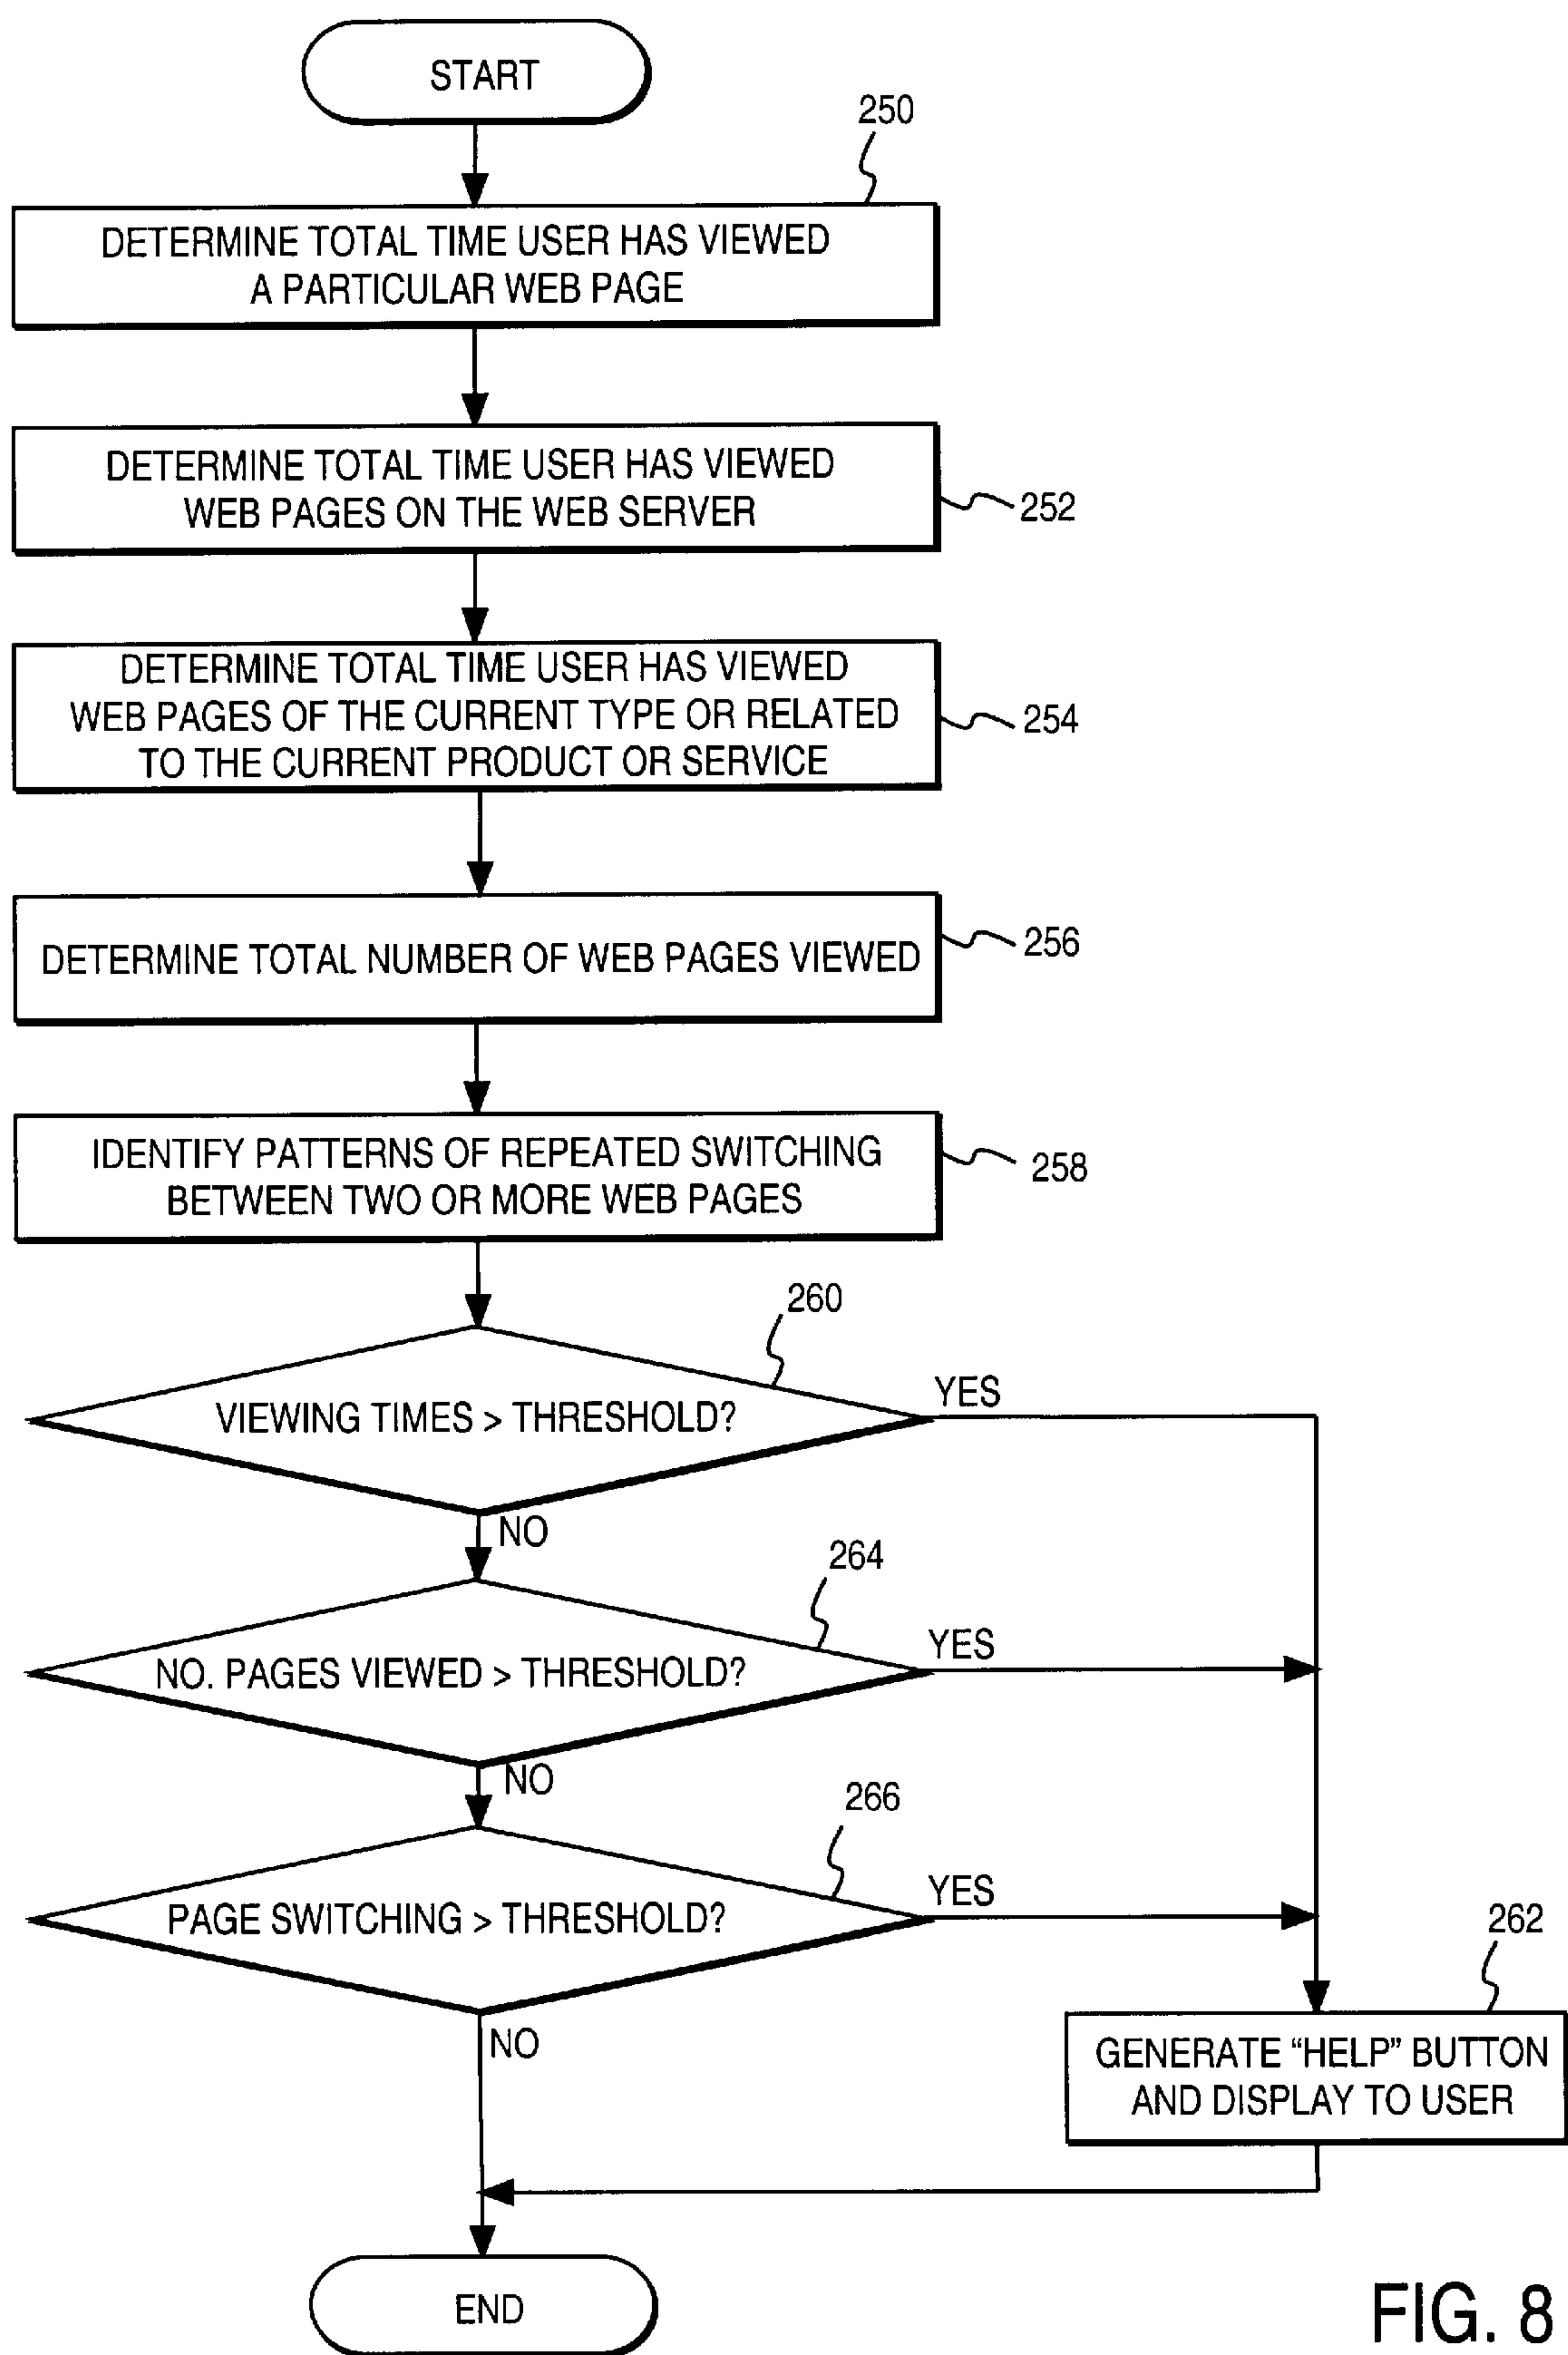 START
250
DETERMINE TOTAL TIME USER HAS VIEWED
A PARTICULAR WEB PAGE
DETERMINE TOTAL TIME USER HAS VIEWED
WEB PAGES ON THE WEB SERVER
252
DETERMINE TOTAL TIME USER HAS VIEWED
WEB PAGES OF THE CURRENT TYPE OR RELATED
TO THE CURRENT PRODUCT OR SERVICE
254
DETERMINE TOTAL NUMBER OF WEB PAGES VIEWED
256
IDENTIFY PATTERNS OF REPEATED SWITCHING
BETWEEN TWO OR MORE WEB PAGES
258
260
VIEWING TIMES > THRESHOLD?
YES
NO
264
NO. PAGES VIEWED > THRESHOLD?
YES
NO
266
PAGE SWITCHING > THRESHOLD?
YES
NO
262
GENERATE “HELP” BUTTON
AND DISPLAY TO USER
END
FIG. 8